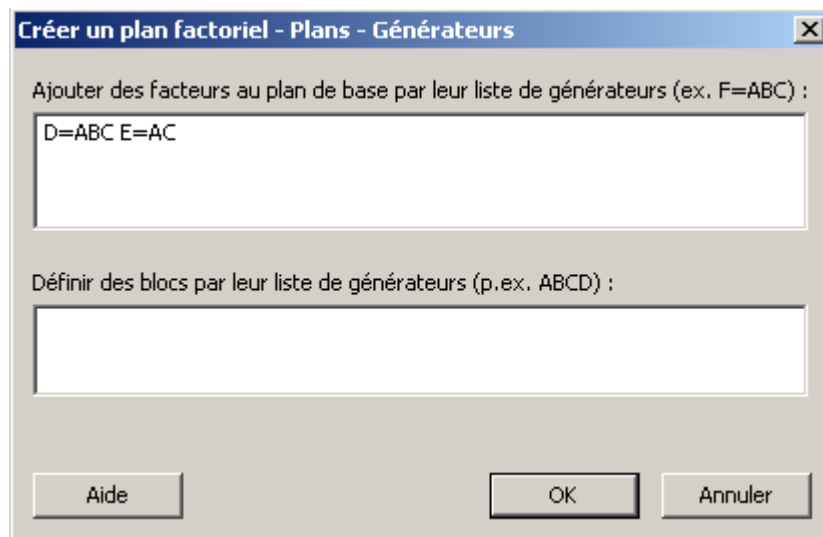 Créer un plan factoriel - Plans - Générateurs
Ajouter des facteurs au plan de base par leur liste de générateurs (ex. F=ABC) :
D=ABC E=AC
Définir des blocs par leur liste de générateurs (p.ex. ABCD) :
Aide OK Annuler